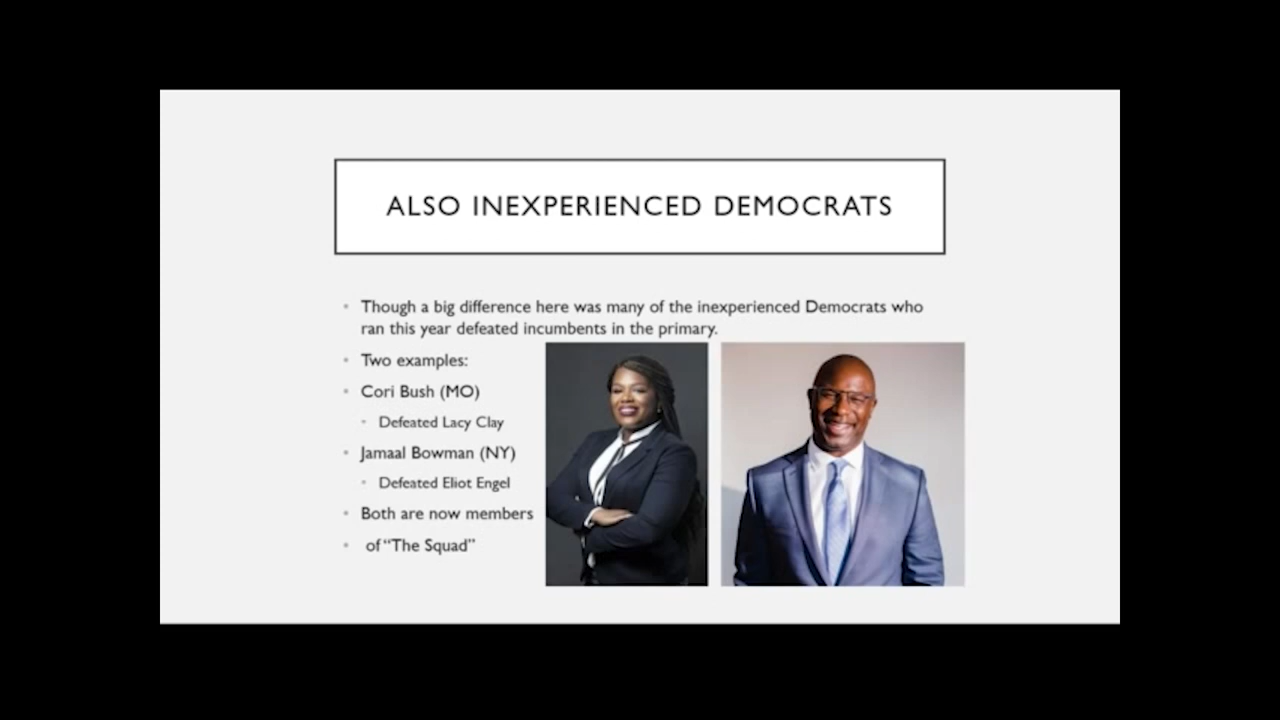 ALSO INEXPERIENCED DEMOCRATS
Though a big difference here was many of the inexperienced Democrats who
ran this year defeated incumbents in the primary.
Two examples:
Cori Bush (MO)
Defeated Lacy Clay
Jamaal Bowman (NY)
Defeated Eliot Engel
Both are now members
of “The Squad”